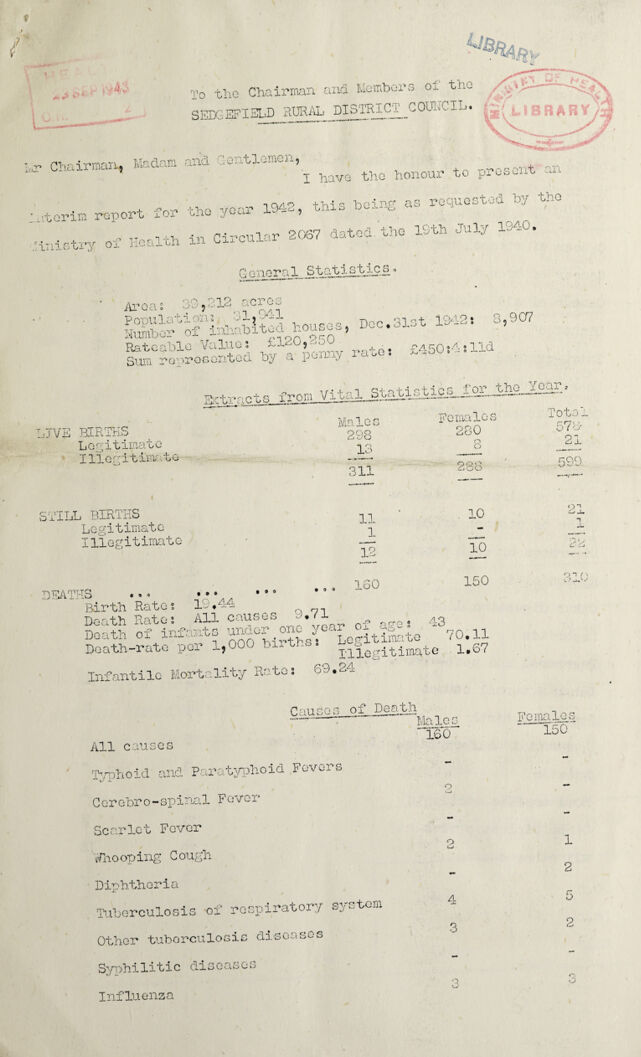 LIBRARY
HEALTH
23 SEP 1943
To the Chairman and Members of the
SEDGEFIELD RURAL DISTRICT COUNCIL.
MINISTRY OF HEALTH
LIBRARY
Mr Chairman, Madam and Gentlemen,
I have the honour to present an
interim report for the year 1942, this being as requested by the
Ministry of Health in Circular 2067 dated the 19th July 1940.
General Statistics.
Area: 39,212 acres
Population: 31,941
Number of inhabited houses, Dec.31st 1942: 8,907
Rateable Value: £120,250
Sum represented by a penny rate: £450:4:11d
Extracts from Vital Statistics for the Year.
Males Females Total
LIVE BIRTHS
Legitimate 298 280 578
Illegitimate 13 8 21
311 288 599
STILL BIRTHS
Legitimate 11 10 21
Illegitimate 1 - 1
12 10 22
DEATHS ... ... ... ... 160 150 310
Birth Rate: 19.44
Death Rate: All causes 9.71
Death of infants under one year of age: 43
Death-rate per 1,000 births: Legitimate 70.11
Illegitimate 1.67
Infantile Mortality Rate: 69.24
Causes of Death
Males Females
All causes 160 150
Typhoid and Paratyphoid Fevers - -
Cerebro-spinal Fever 2 -
Scarlet Fever - -
Whooping Cough 2 1
Diphtheria - 2
Tuberculosis of respiratory system 4 5
Other tuberculosis diseases 3 2
Syphilitic diseases - -
Influenza 3 3